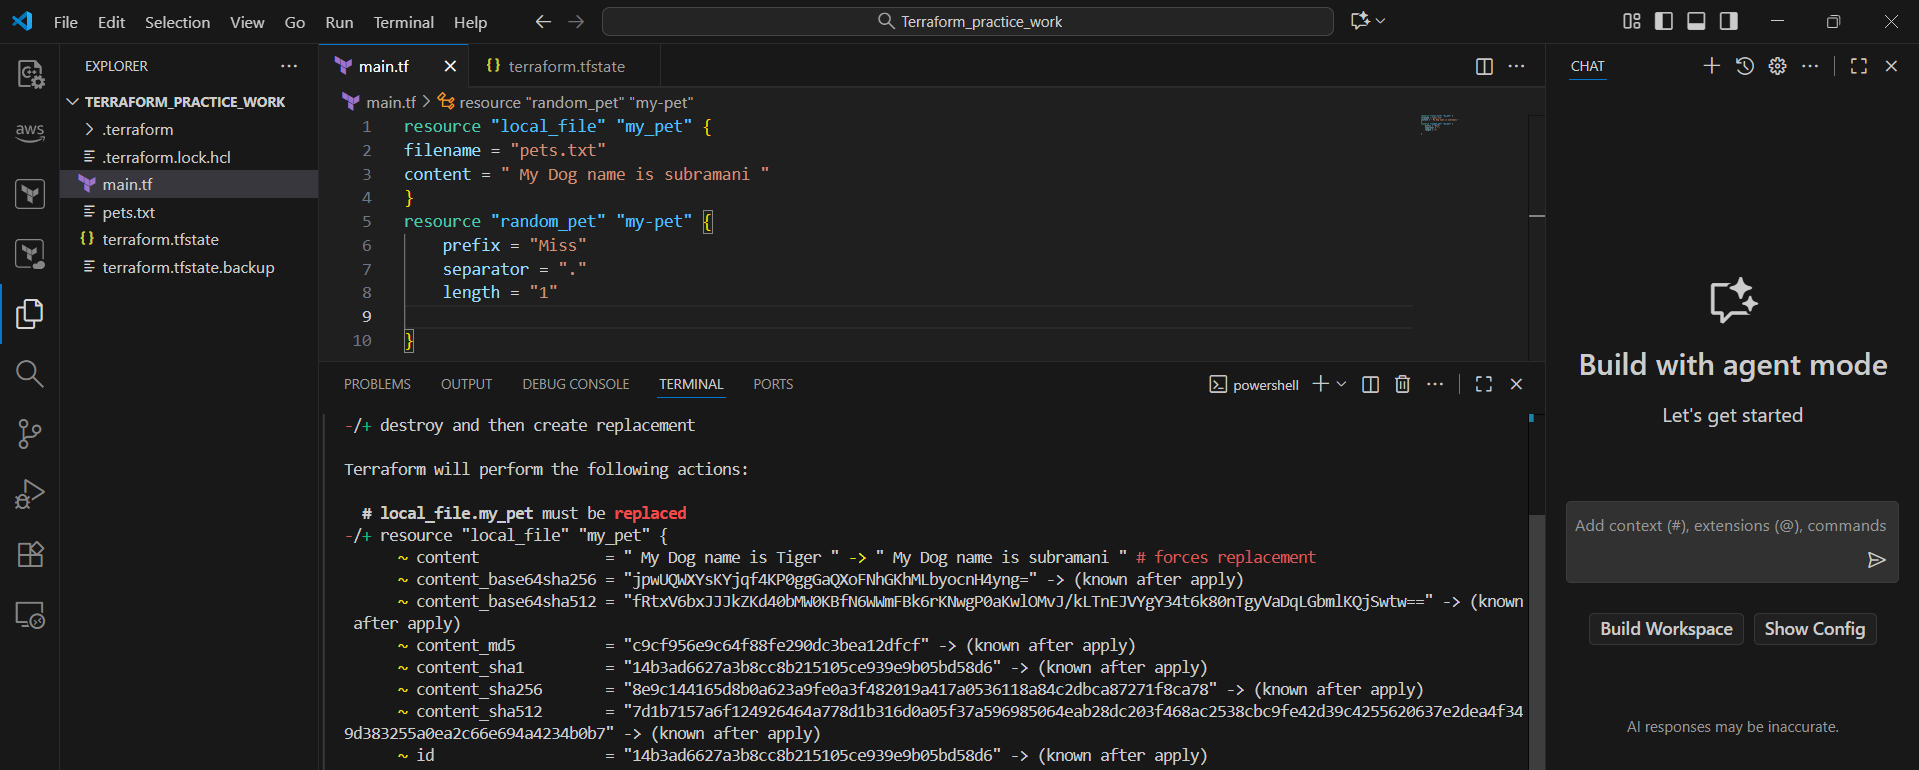 File Edit Selection View Go Run Terminal Help
Terraform_practice_work
EXPLORER
TERRAFORM_PRACTICE_WORK
.terraform
.terraform.lock.hcl
main.tf
pets.txt
terraform.tfstate
terraform.tfstate.backup
aws
main.tf
terraform.tfstate
main.tf > resource "random_pet" "my-pet"
1 resource "local_file" "my_pet" {
2 filename = "pets.txt"
3 content = " My Dog name is subramani "
4 }
5 resource "random_pet" "my-pet" {
6 prefix = "Miss"
7 separator = "."
8 length = "1"
9
10 }
PROBLEMS OUTPUT DEBUG CONSOLE TERMINAL PORTS
powershell
-/+ destroy and then create replacement
Terraform will perform the following actions:
# local_file.my_pet must be replaced
-/+ resource "local_file" "my_pet" {
~ content = " My Dog name is Tiger " -> " My Dog name is subramani " # forces replacement
~ content_base64sha256 = "jpwUQWXYsKYjqf4KP0ggGaQXoFNhGKhMLbyocnH4yng=" -> (known after apply)
~ content_base64sha512 = "fRtxV6bxJJJkZKd40bMW0KBfN6WWmFBk6rKNwgP0aKwlOMvJ/kLTnEJVYgY34t6k80nTgyVaDqLGbmlKQjSwtw==" -> (known
after apply)
~ content_md5 = "c9cf956e9c64f88fe290dc3bea12dfcf" -> (known after apply)
~ content_sha1 = "14b3ad6627a3b8cc8b215105ce939e9b05bd58d6" -> (known after apply)
~ content_sha256 = "8e9c144165d8b0a623a9fe0a3f482019a417a0536118a84c2dbca87271f8ca78" -> (known after apply)
~ content_sha512 = "7d1b7157a6f124926464a778d1b316d0a05f37a596985064eab28dc203f468ac2538cbc9fe42d39c4255620637e2dea4f34
9d383255a0ea2c66e694a4234b0b7" -> (known after apply)
~ id = "14b3ad6627a3b8cc8b215105ce939e9b05bd58d6" -> (known after apply)
CHAT
Build with agent mode
Let's get started
Add context (#), extensions (@), commands
Build Workspace
Show Config
AI responses may be inaccurate.